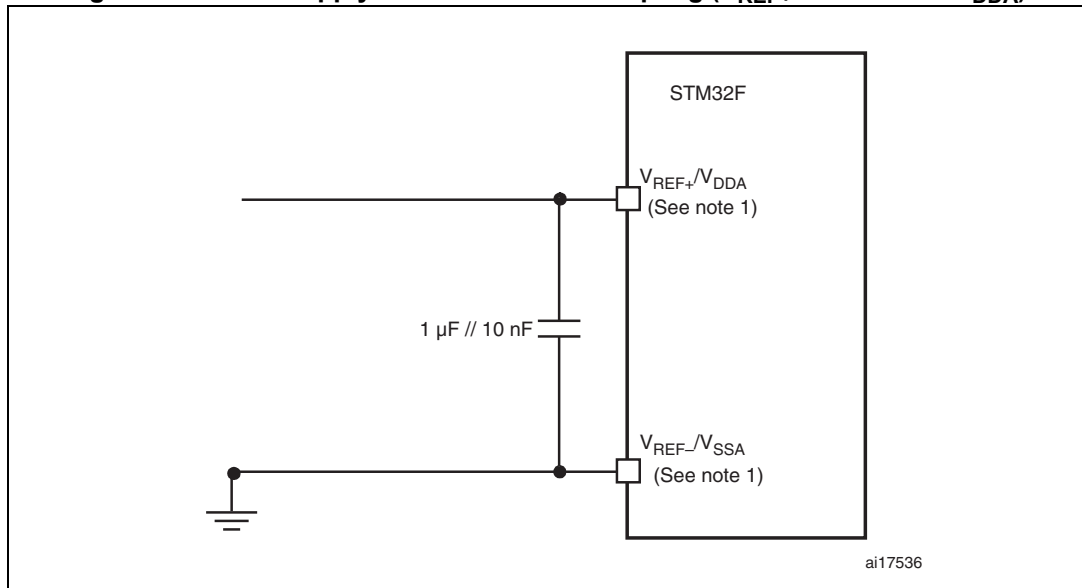 STM32F
VREF+/VDDA
(See note 1)
1 µF // 10 nF
VREF–/VSSA
(See note 1)
ai17536